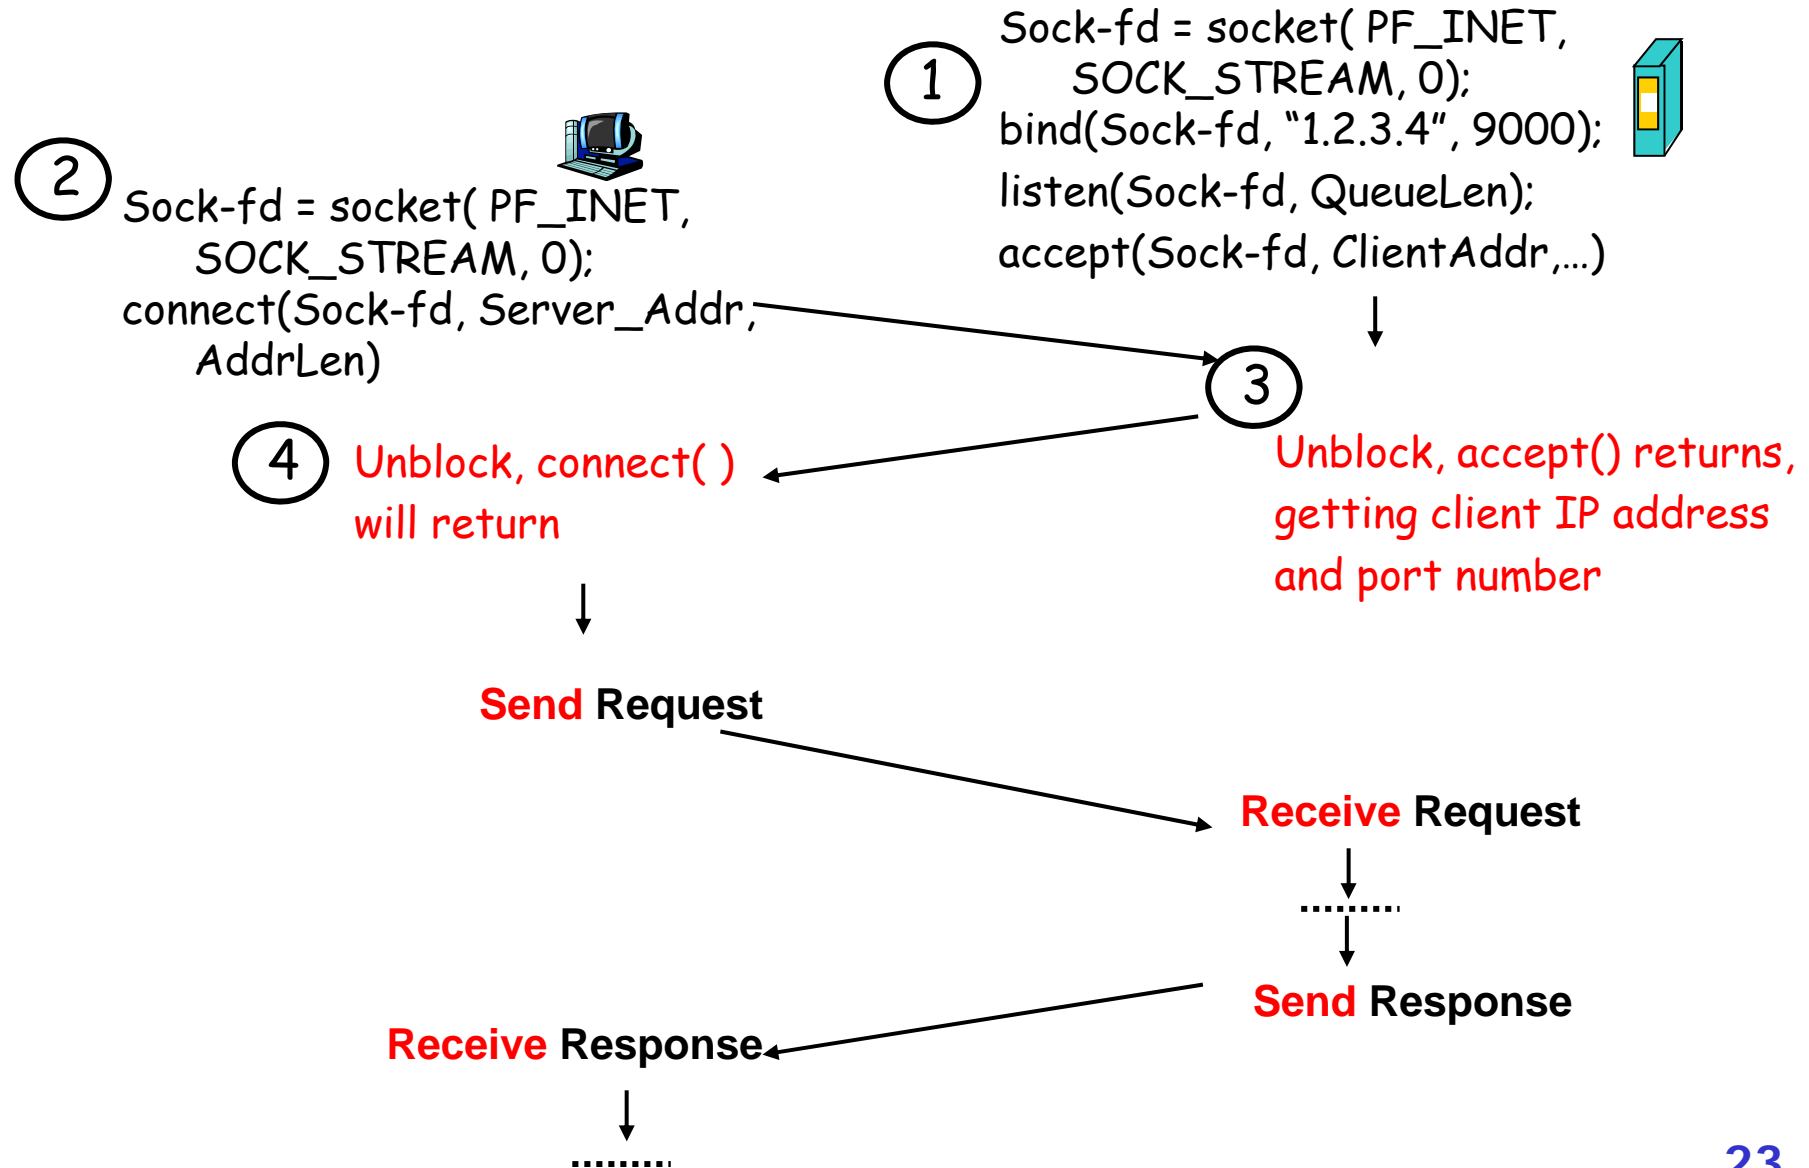 1
Sock-fd = socket( PF_INET,
SOCK_STREAM, 0);
bind(Sock-fd, “1.2.3.4”, 9000);
listen(Sock-fd, QueueLen);
accept(Sock-fd, ClientAddr,…)
2
Sock-fd = socket( PF_INET,
SOCK_STREAM, 0);
connect(Sock-fd, Server_Addr,
AddrLen)
3
Unblock, accept() returns,
getting client IP address
and port number
4
Unblock, connect( )
will return
Send Request
Receive Request
.........
Send Response
Receive Response
.........
23